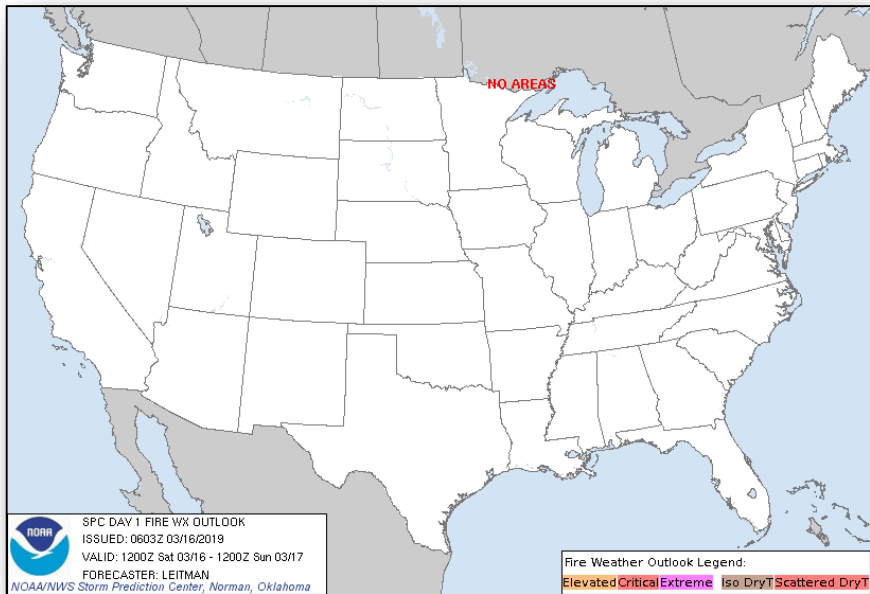 NO AREAS
NOAA
SPC DAY 1 FIRE WX OUTLOOK
ISSUED: 0603Z 03/16/2019
VALID: 1200Z Sat 03/16 - 1200Z Sun 03/17
FORECASTER: LEITMAN
NOAA/NWS Storm Prediction Center, Norman, Oklahoma
Fire Weather Outlook Legend:
Elevated Critical Extreme Iso DryT Scattered DryT